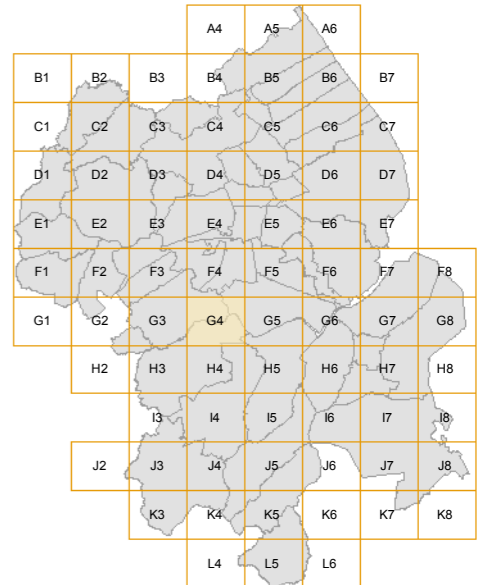 A4 A5 A6
B1 B2 B3 B4 B5 B6 B7
C1 C2 C3 C4 C5 C6 C7
D1 D2 D3 D4 D5 D6 D7
E1 E2 E3 E4 E5 E6 E7
F1 F2 F3 F4 F5 F6 F7 F8
G1 G2 G3 G4 G5 G6 G7 G8
H2 H3 H4 H5 H6 H7 H8
I3 I4 I5 I6 I7 I8
J2 J3 J4 J5 J6 J7 J8
K3 K4 K5 K6 K7 K8
L4 L5 L6